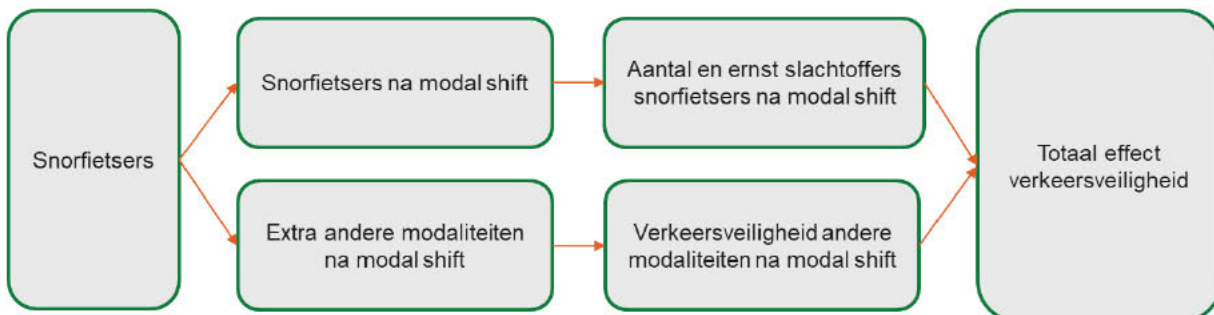 Snorfietsers
Snorfietsers na modal shift
Aantal en ernst slachtoffers
snorfietsers na modal shift
Extra andere modaliteiten
na modal shift
Verkeersveiligheid andere
modaliteiten na modal shift
Totaal effect
verkeersveiligheid